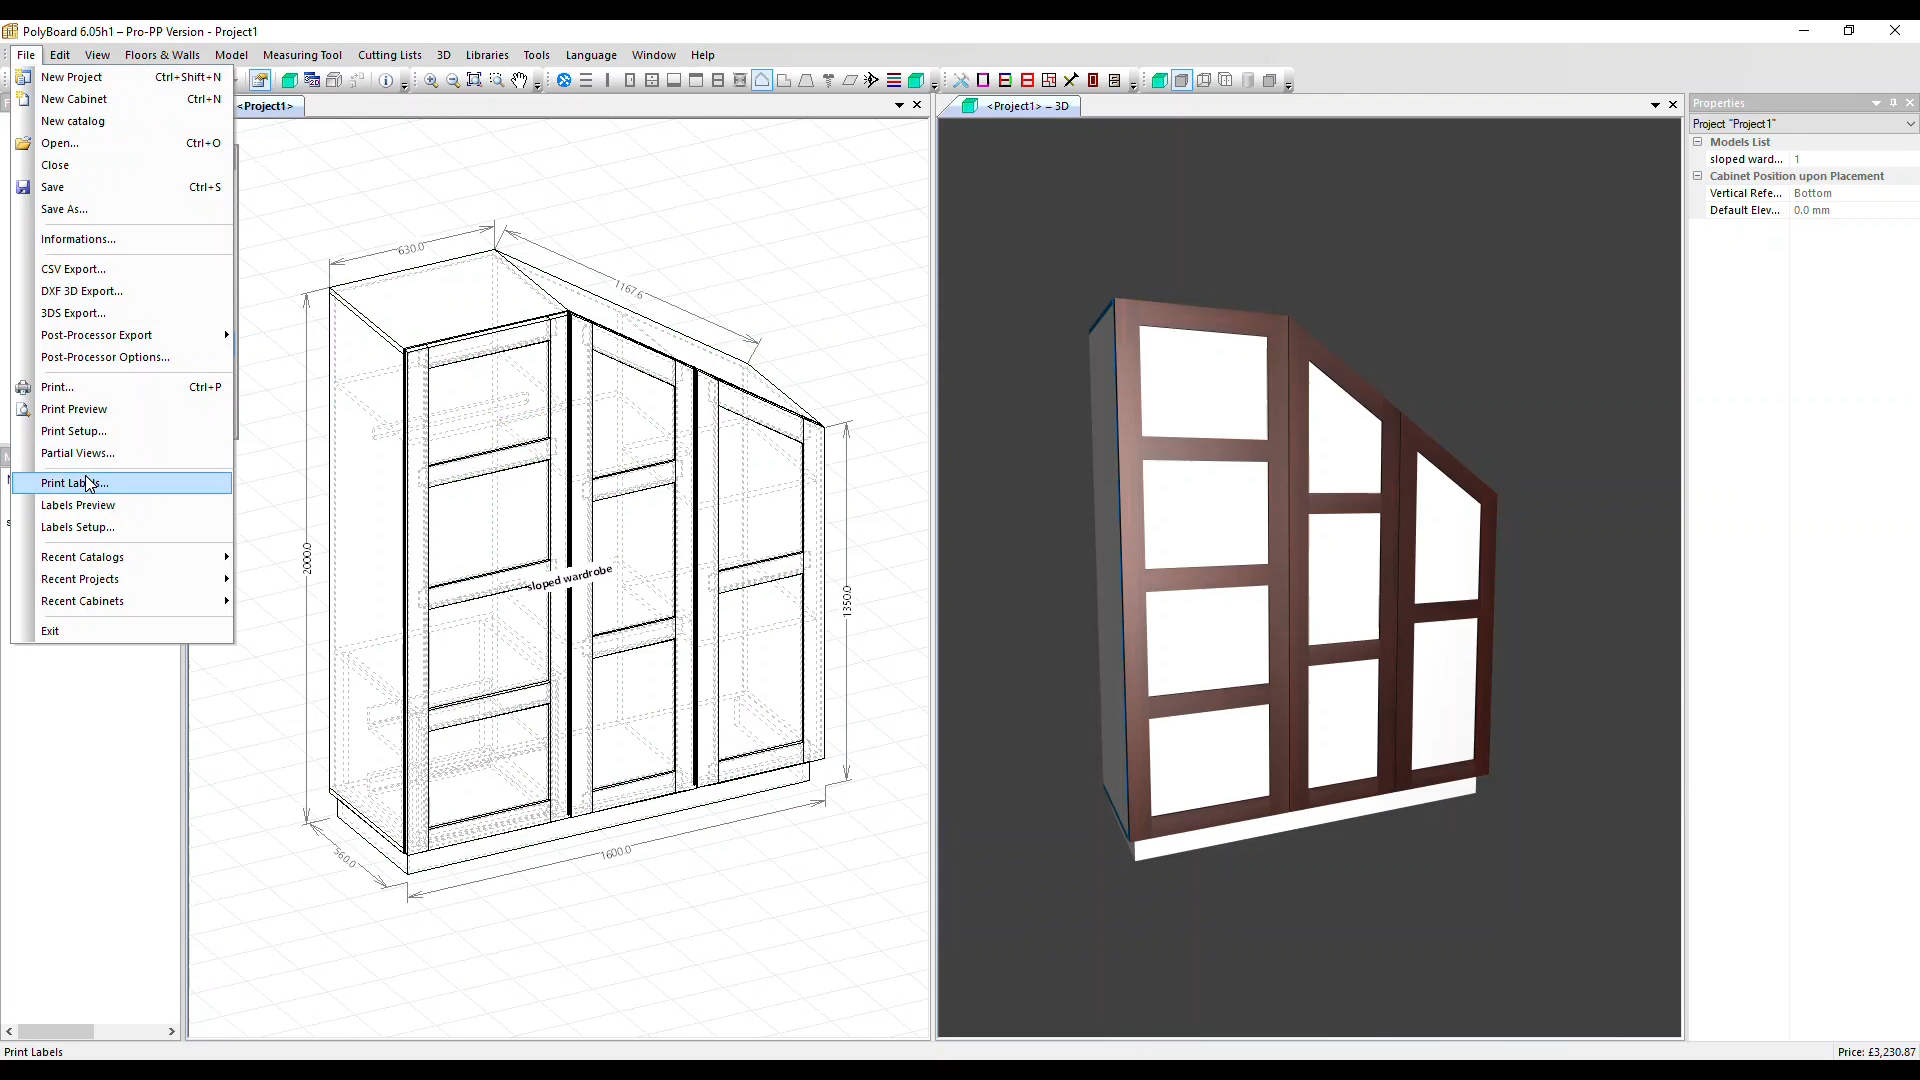 PolyBoard 6.05h1 – Pro-PP Version - Project1
File Edit View Floors & Walls Model Measuring Tool Cutting Lists 3D Libraries Tools Language Window Help
New Project Ctrl+Shift+N
New Cabinet Ctrl+N
New catalog
Open... Ctrl+O
Close
Save Ctrl+S
Save As...
Informations...
CSV Export...
DXF 3D Export...
3DS Export...
Post-Processor Export
Post-Processor Options...
Print... Ctrl+P
Print Preview
Print Setup...
Partial Views...
Print Labels...
Labels Preview
Labels Setup...
Recent Catalogs
Recent Projects
Recent Cabinets
Exit
<Project1>
630.0
1167.6
2000.0
sloped wardrobe
1350.0
560.0
1600.0
<Project1> – 3D
Properties
Project "Project1"
Models List
sloped ward... 1
Cabinet Position upon Placement
Vertical Refe... Bottom
Default Elev... 0.0 mm
Print Labels
Price: £3,230.87